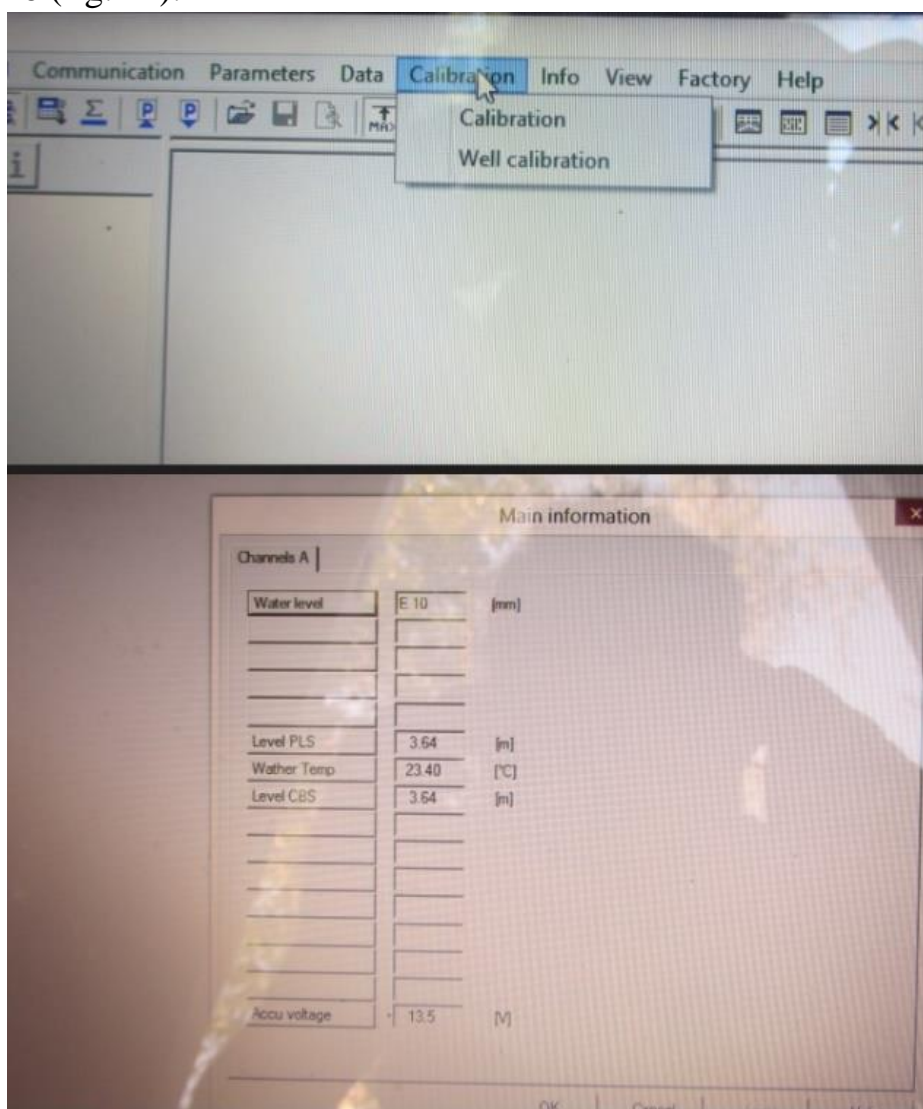 Communication Parameters Data Calibration Info View Factory Help
Calibration
Well calibration
Main information
Channels A
Water level E 10 [mm]
Level PLS 3.64 [m]
Wather Temp 23.40 [°C]
Level CBS 3.64 [m]
Accu voltage 13.5 [V]